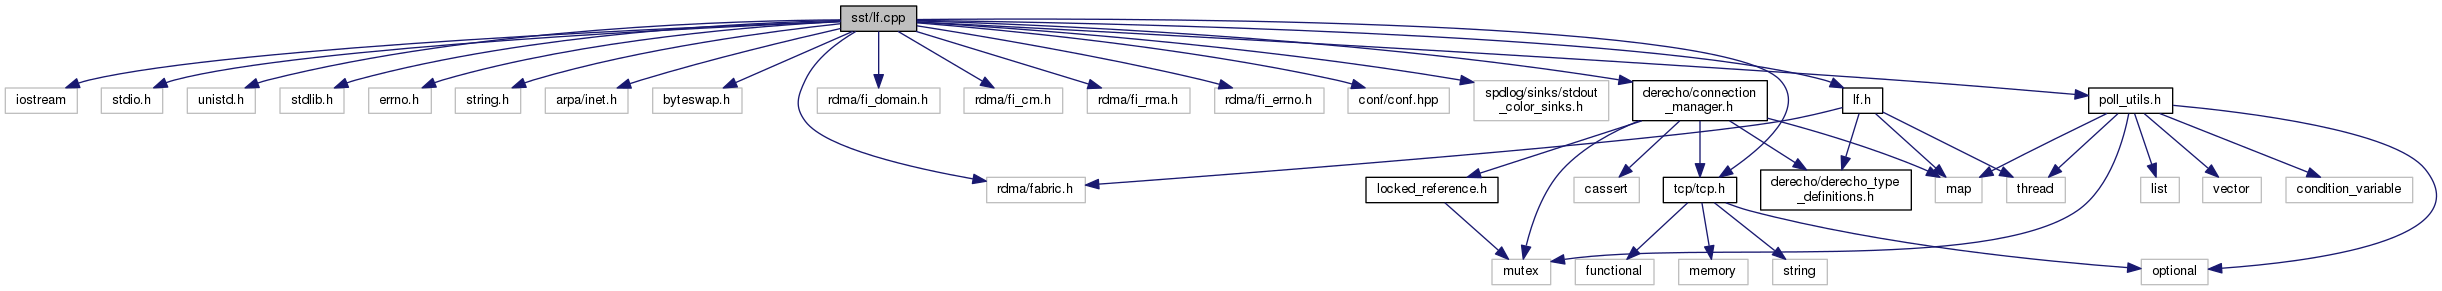 sst/lf.cpp
iostream
stdio.h
unistd.h
stdlib.h
errno.h
string.h
arpa/inet.h
byteswap.h
rdma/fi_domain.h
rdma/fi_cm.h
rdma/fi_rma.h
rdma/fi_errno.h
conf/conf.hpp
spdlog/sinks/stdout
_color_sinks.h
derecho/connection
_manager.h
lf.h
poll_utils.h
rdma/fabric.h
locked_reference.h
cassert
tcp/tcp.h
derecho/derecho_type
_definitions.h
map
thread
list
vector
condition_variable
mutex
functional
memory
string
optional